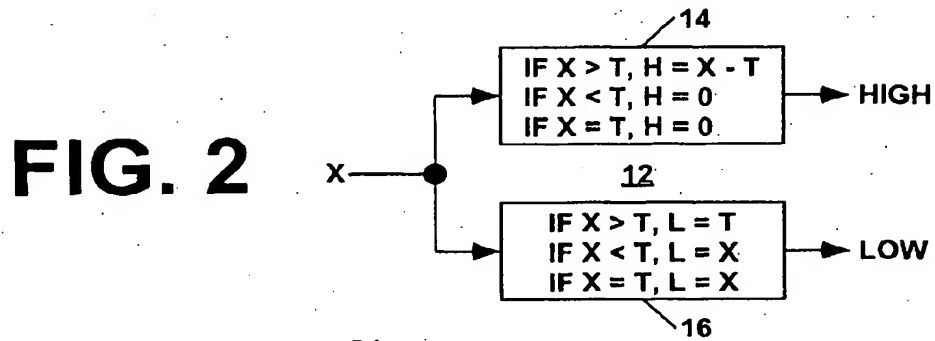 14
IF X > T, H = X - T
IF X < T, H = 0
IF X = T, H = 0
HIGH
FIG. 2
X
12
IF X > T, L = T
IF X < T, L = X
IF X = T, L = X
LOW
16